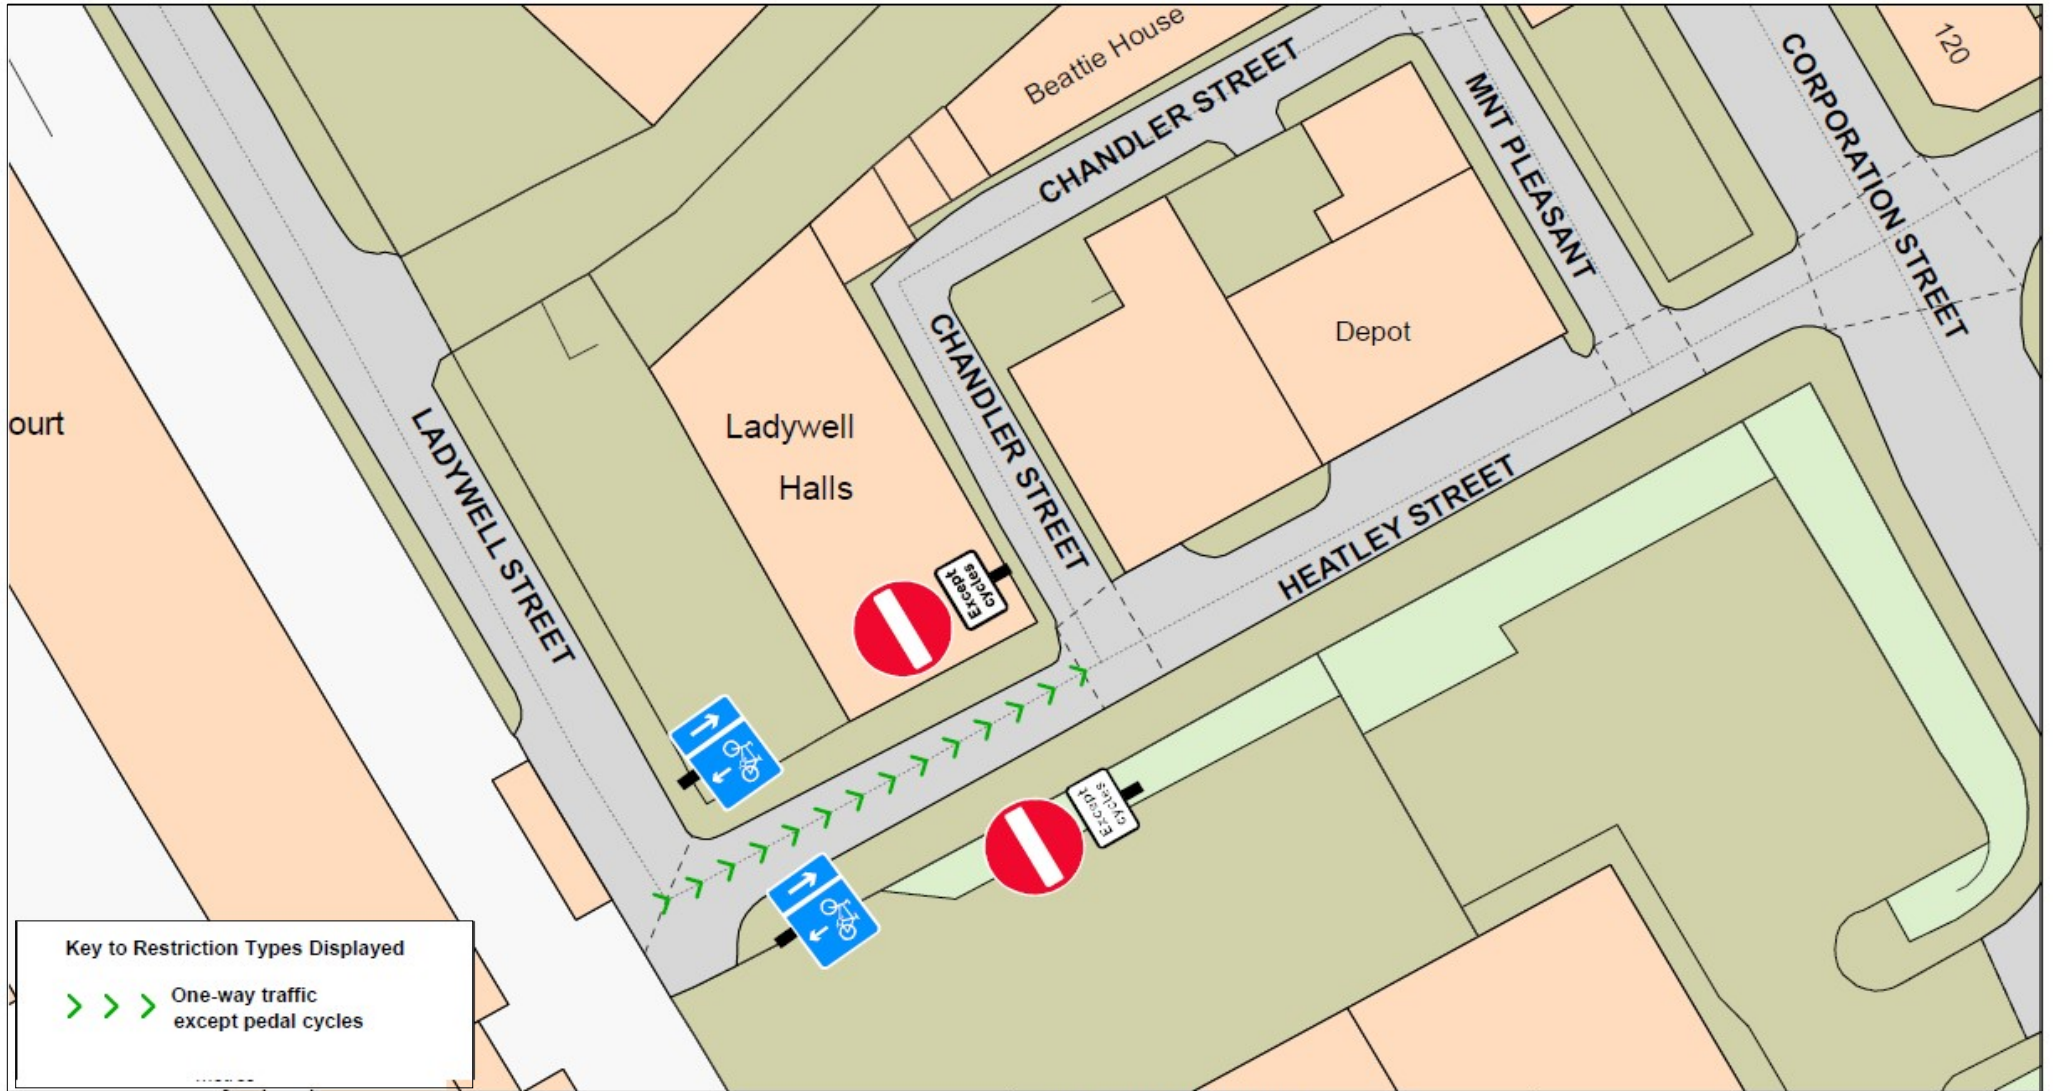 Beattie House
CHANDLER STREET
MNT PLEASANT
CORPORATION STREET
120
ourt
LADYWELL STREET
Ladywell
Halls
CHANDLER STREET
Depot
HEATLEY STREET
Except
cycles
Except
cycles
Key to Restriction Types Displayed
One-way traffic
except pedal cycles